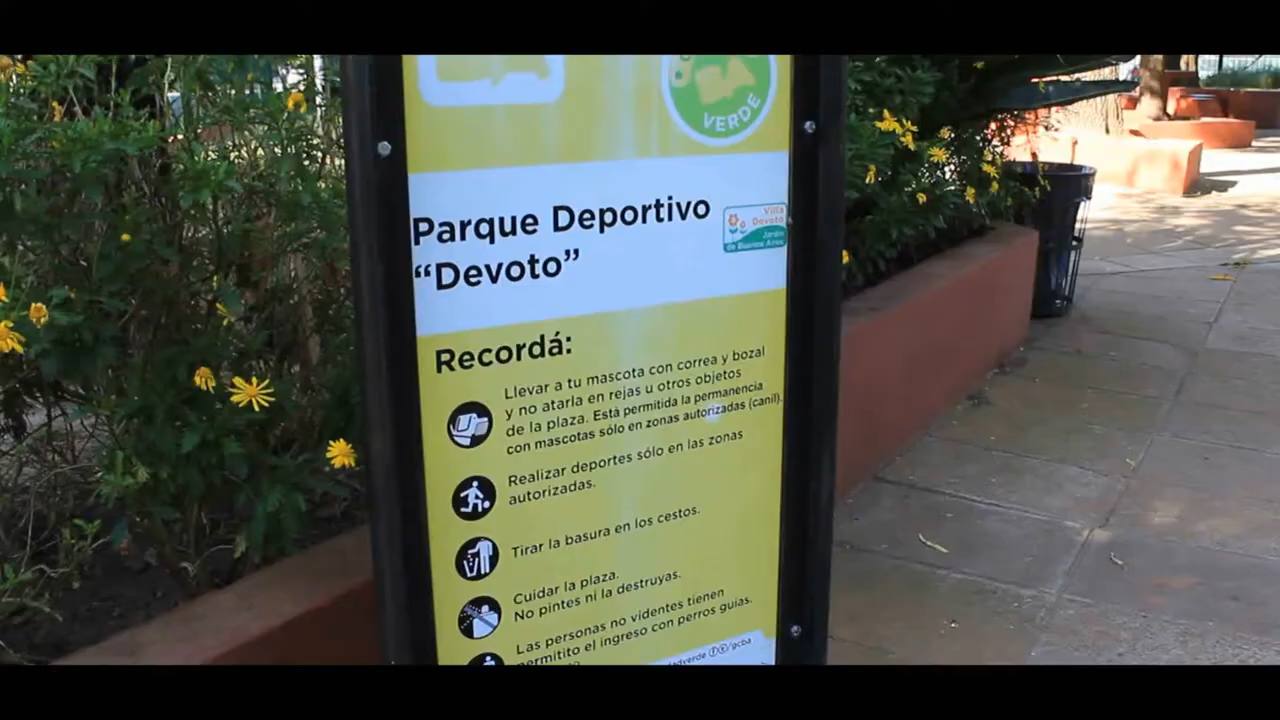 VERDE
Parque Deportivo
“Devoto”
Villa
Devoto
Jardín
de Buenos Aires
Recordá:
Llevar a tu mascota con correa y bozal
y no atarla en rejas u otros objetos
de la plaza. Está permitida la permanencia
con mascotas sólo en zonas autorizadas (canil).
Realizar deportes sólo en las zonas
autorizadas.
Tirar la basura en los cestos.
Cuidar la plaza.
No pintes ni la destruyas.
Las personas no videntes tienen
permitito el ingreso con perros guías.
/gcba